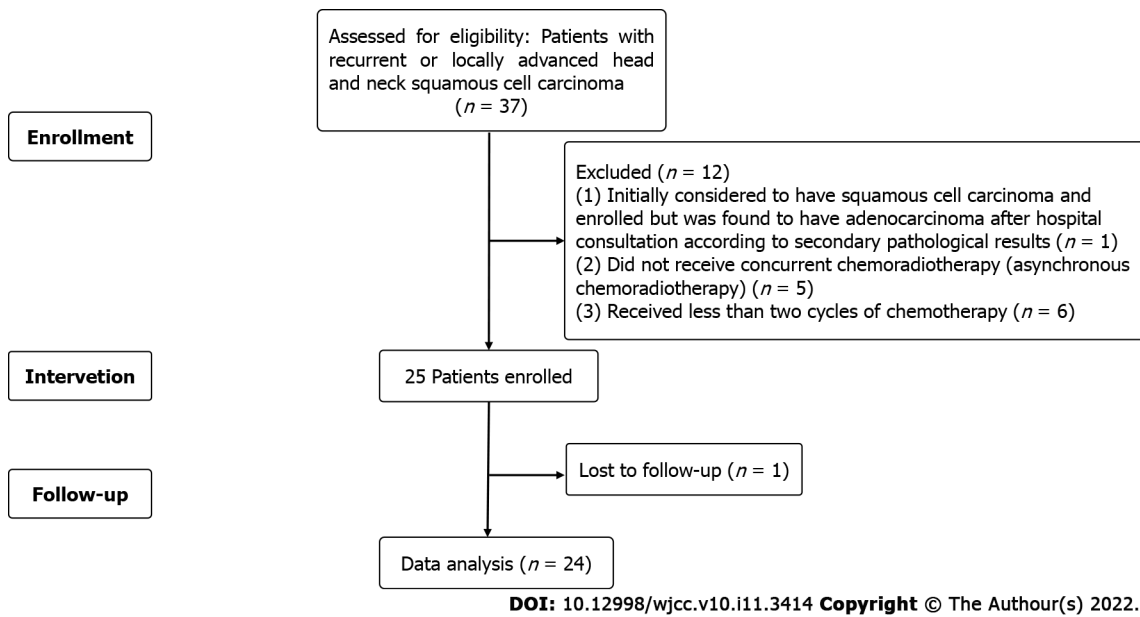 Assessed for eligibility: Patients with
recurrent or locally advanced head
and neck squamous cell carcinoma
(n = 37)
Enrollment
Excluded (n = 12)
(1) Initially considered to have squamous cell carcinoma and
enrolled but was found to have adenocarcinoma after hospital
consultation according to secondary pathological results (n = 1)
(2) Did not receive concurrent chemoradiotherapy (asynchronous
chemoradiotherapy) (n = 5)
(3) Received less than two cycles of chemotherapy (n = 6)
Intervetion
25 Patients enrolled
Lost to follow-up (n = 1)
Follow-up
Data analysis (n = 24)
DOI: 10.12998/wjcc.v10.i11.3414 Copyright © The Authour(s) 2022.